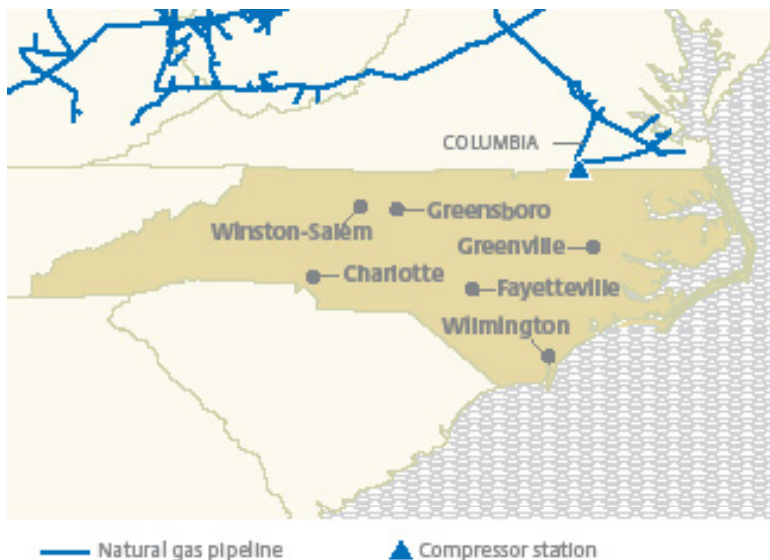 COLUMBIA
Greensboro
Winston-Salem
Greenville
Charlotte
Fayetteville
Wilmington
Natural gas pipeline
Compressor station